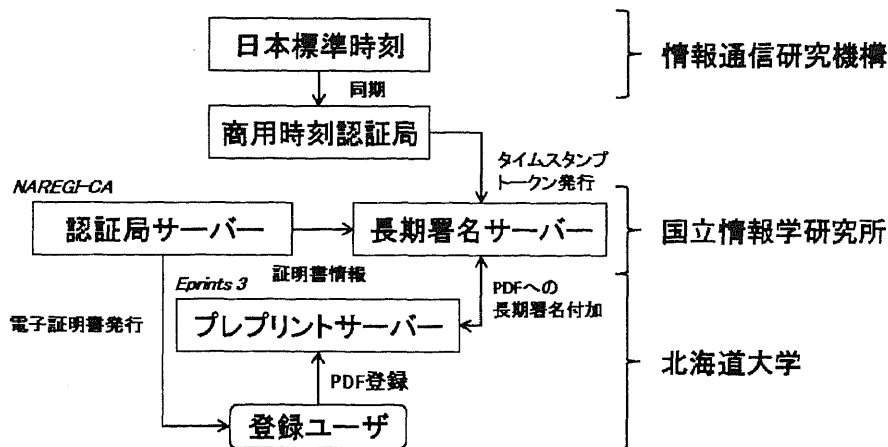 日本標準時刻
情報通信研究機構
同期
商用時刻認証局
タイムスタンプ
トークン発行
NAREGI-CA
認証局サーバー
長期署名サーバー
国立情報学研究所
証明書情報
Eprints 3
PDFへの
長期署名付加
電子証明書発行
プレプリントサーバー
北海道大学
PDF登録
登録ユーザ